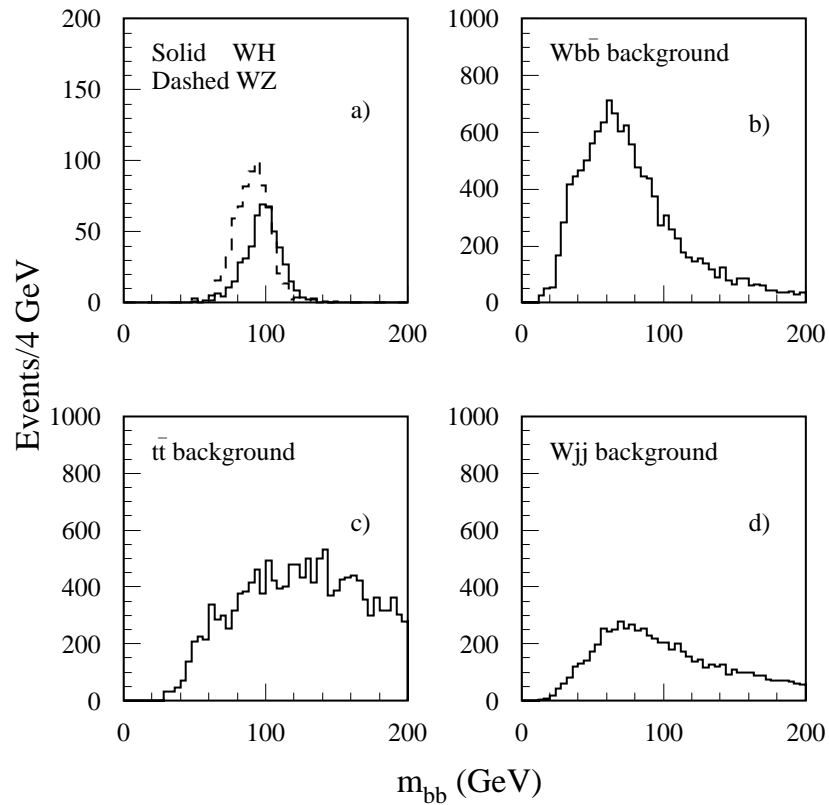 200
150
100
50
0
Solid WH
Dashed WZ
a)
0 100 200
1000
800
600
400
200
0
Wbb̄ background
b)
0 100 200
Events/4 GeV
1000
800
600
400
200
0
tt̄ background
c)
0 100 200
1000
800
600
400
200
0
Wjj background
d)
0 100 200
m_bb (GeV)